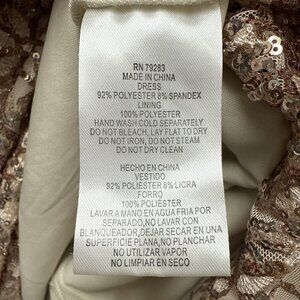 RN 79283
MADE IN CHINA
DRESS
92% POLYESTER 8% SPANDEX
LINING
100% POLYESTER
HAND WASH COLD SEPARATELY
DO NOT BLEACH, LAY FLAT TO DRY
DO NOT IRON, DO NOT STEAM
DO NOT DRY CLEAN
HECHO EN CHINA
VESTIDO
92% POLYESTER 8% LICRA
FORRO
100% POLYESTER
LAVAR A MANO EN AGUA FRIA POR
SEPARADO, NO LAVAR CON
BLANQUEADOR, DEJAR SECAR EN UNA
SUPERFICIE PLANA, NO PLANCHAR
NO UTILIZAR VAPOR
NO LIMPIAR EN SECO